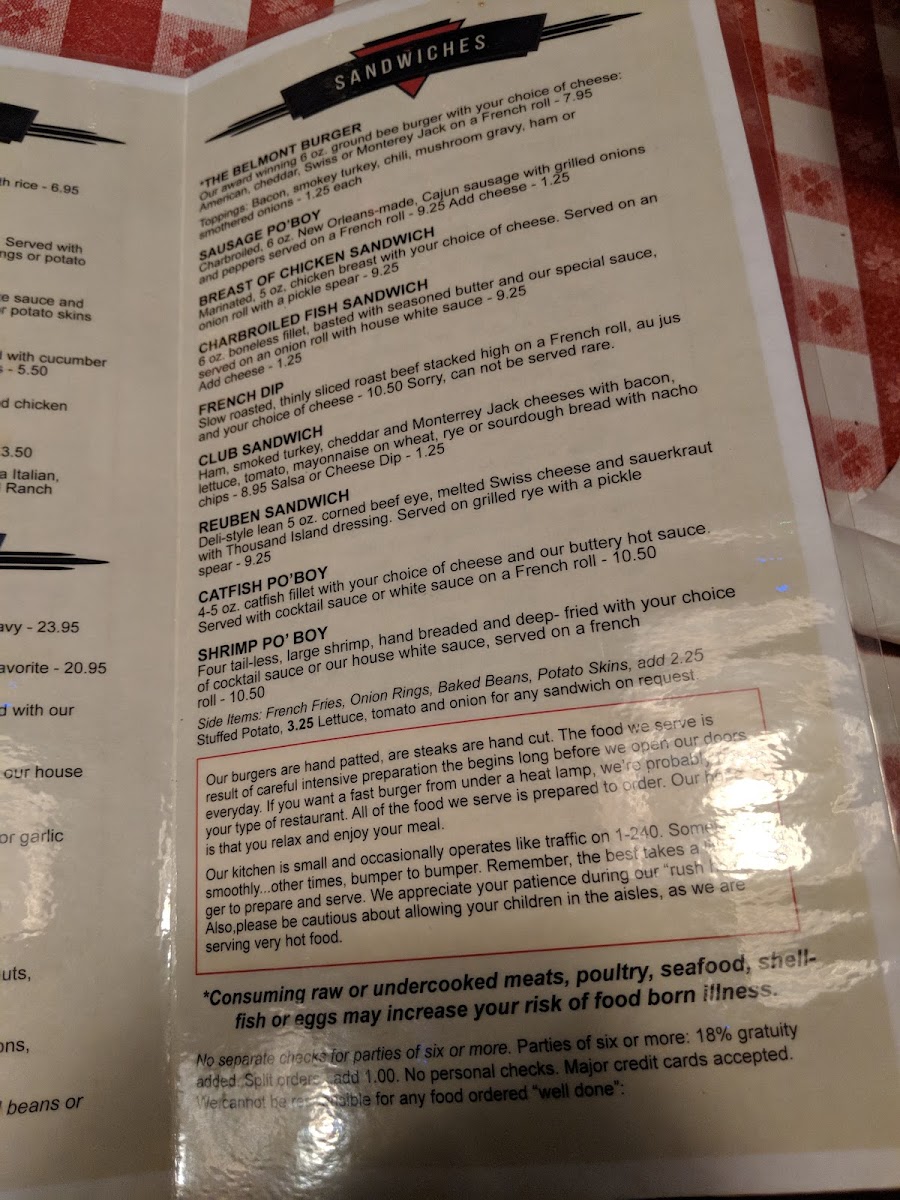 th rice - 6.95
Served with
ngs or potato
e sauce and
r potato skins
with cucumber
s - 5.50
d chicken
3.50
a Italian,
Ranch
avy - 23.95
avorite - 20.95
d with our
our house
or garlic
uts,
ons,
beans or
SANDWICHES
*THE BELMONT BURGER
Our award winning 6 oz. ground bee burger with your choice of cheese:
American, cheddar, Swiss or Monterey Jack on a French roll - 7.95
Toppings: Bacon, smokey turkey, chili, mushroom gravy, ham or
smothered onions - 1.25 each
SAUSAGE PO'BOY
Charbroiled, 6 oz. New Orleans-made, Cajun sausage with grilled onions
and peppers served on a French roll - 9.25 Add cheese - 1.25
BREAST OF CHICKEN SANDWICH
Marinated, 5 oz. chicken breast with your choice of cheese. Served on an
onion roll with a pickle spear - 9.25
CHARBROILED FISH SANDWICH
6 oz. boneless fillet, basted with seasoned butter and our special sauce,
served on an onion roll with house white sauce - 9.25
Add cheese - 1.25
FRENCH DIP
Slow roasted, thinly sliced roast beef stacked high on a French roll, au jus
and your choice of cheese - 10.50 Sorry, can not be served rare.
CLUB SANDWICH
Ham, smoked turkey, cheddar and Monterrey Jack cheeses with bacon,
lettuce, tomato, mayonnaise on wheat, rye or sourdough bread with nacho
chips - 8.95 Salsa or Cheese Dip - 1.25
REUBEN SANDWICH
Deli-style lean 5 oz. corned beef eye, melted Swiss cheese and sauerkraut
with Thousand Island dressing. Served on grilled rye with a pickle
spear - 9.25
CATFISH PO'BOY
4-5 oz. catfish fillet with your choice of cheese and our buttery hot sauce.
Served with cocktail sauce or white sauce on a French roll - 10.50
SHRIMP PO' BOY
Four tail-less, large shrimp, hand breaded and deep- fried with your choice
of cocktail sauce or our house white sauce, served on a french
roll - 10.50
Side Items: French Fries, Onion Rings, Baked Beans, Potato Skins, add 2.25
Stuffed Potato, 3.25 Lettuce, tomato and onion for any sandwich on request
Our burgers are hand patted, are steaks are hand cut. The food we serve is
result of careful intensive preparation the begins long before we open our doors
everyday. If you want a fast burger from under a heat lamp, we're probably
your type of restaurant. All of the food we serve is prepared to order. Our
is that you relax and enjoy your meal.
Our kitchen is small and occasionally operates like traffic on 1-240.
smoothly...other times, bumper to bumper. Remember, the best takes a
ger to prepare and serve. We appreciate your patience during our "rush
Also,please be cautious about allowing your children in the aisles, as we are
serving very hot food.
*Consuming raw or undercooked meats, poultry, seafood, shell-
fish or eggs may increase your risk of food born illness.
No separate checks for parties of six or more. Parties of six or more: 18% gratuity
added. Split orders, add 1.00. No personal checks. Major credit cards accepted.
We cannot be responsible for any food ordered "well done":